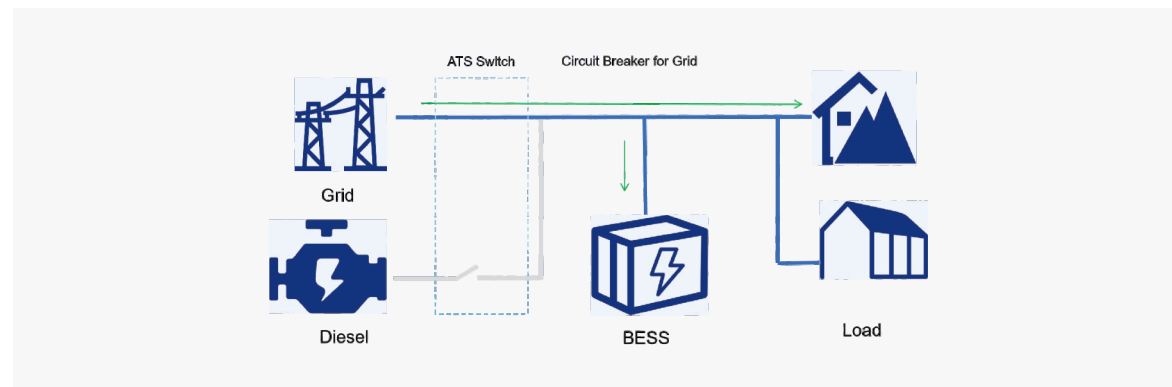 ATS Switch
Circuit Breaker for Grid
Grid
Diesel
BESS
Load